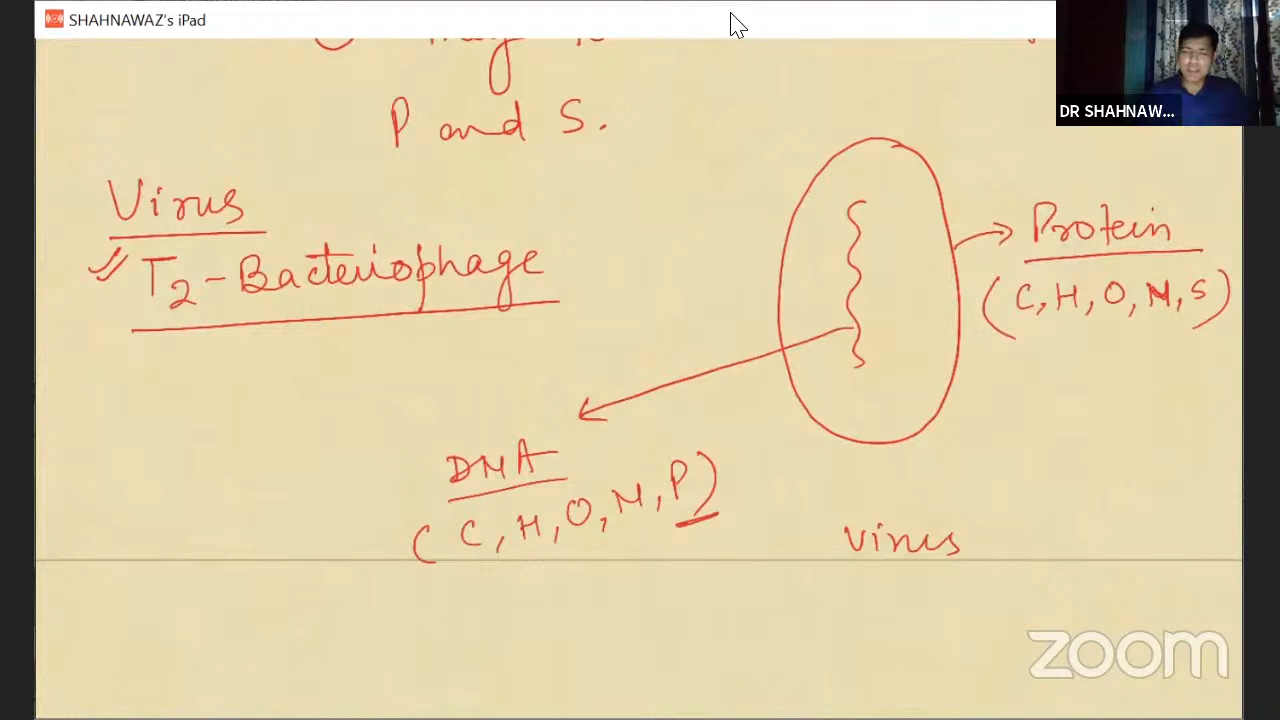 SHAHNAWAZ's iPad
DR SHAHNAW...
P and S.
Virus
T2-Bacteriophage
Protein
(C, H, O, N, S)
DNA
(C, H, O, N, P)
Virus
ZOOM